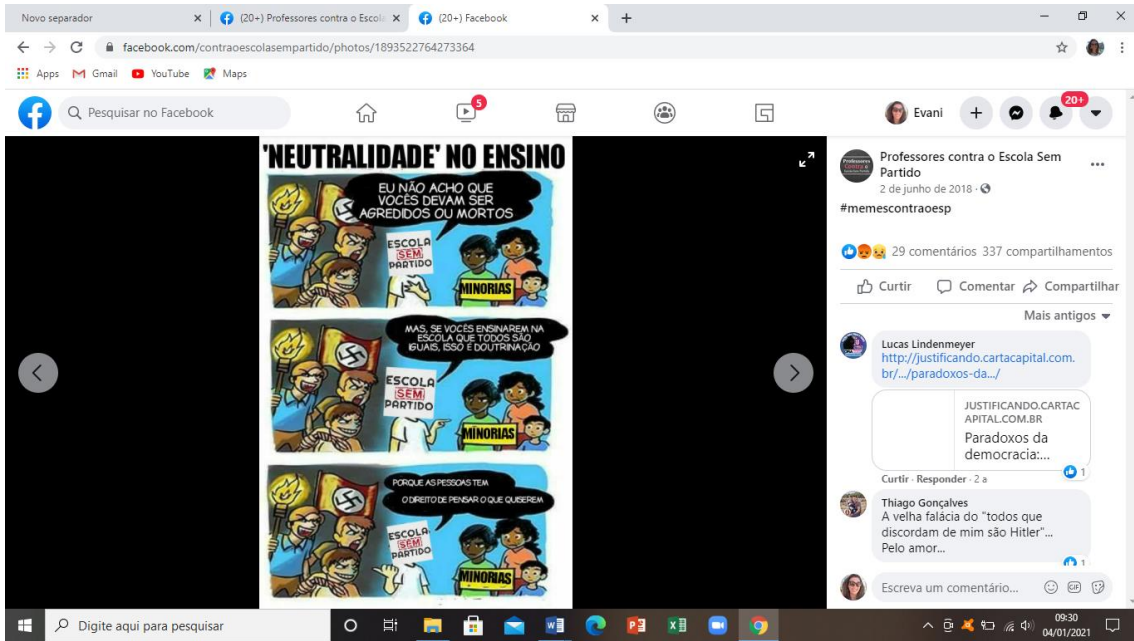 Novo separador
(20+) Professores contra o Escola
(20+) Facebook
facebook.com/contraoescolasempartido/photos/1893522764273364
Apps
Gmail
YouTube
Maps
Pesquisar no Facebook
5
Evani
20+
'NEUTRALIDADE' NO ENSINO
EU NÃO ACHO QUE
VOCÊS DEVAM SER
AGREDIDOS OU MORTOS
ESCOLA
SEM
PARTIDO
MINORIAS
MAS, SE VOCÊS ENSINAREM NA
ESCOLA QUE TODOS SÃO
IGUAIS, ISSO É DOUTRINAÇÃO
ESCOLA
SEM
PARTIDO
MINORIAS
PORQUE AS PESSOAS TEM
O DIREITO DE PENSAR O QUE QUISEREM
ESCOLA
SEM
PARTIDO
MINORIAS
Professores contra o Escola Sem
Partido
2 de junho de 2018 ·
#memescontraoesp
29 comentários 337 compartilhamentos
Curtir
Comentar
Compartilhar
Mais antigos
Lucas Lindenmeyer
http://justificando.cartacapital.com.
br/.../paradoxos-da.../
JUSTIFICANDO.CARTAC
APITAL.COM.BR
Paradoxos da
democracia:...
1
Curtir · Responder · 2 a
Thiago Gonçalves
A velha falácia do "todos que
discordam de mim são Hitler"...
Pelo amor...
1
Escreva um comentário...
GIF
Digite aqui para pesquisar
09:30
04/01/2021